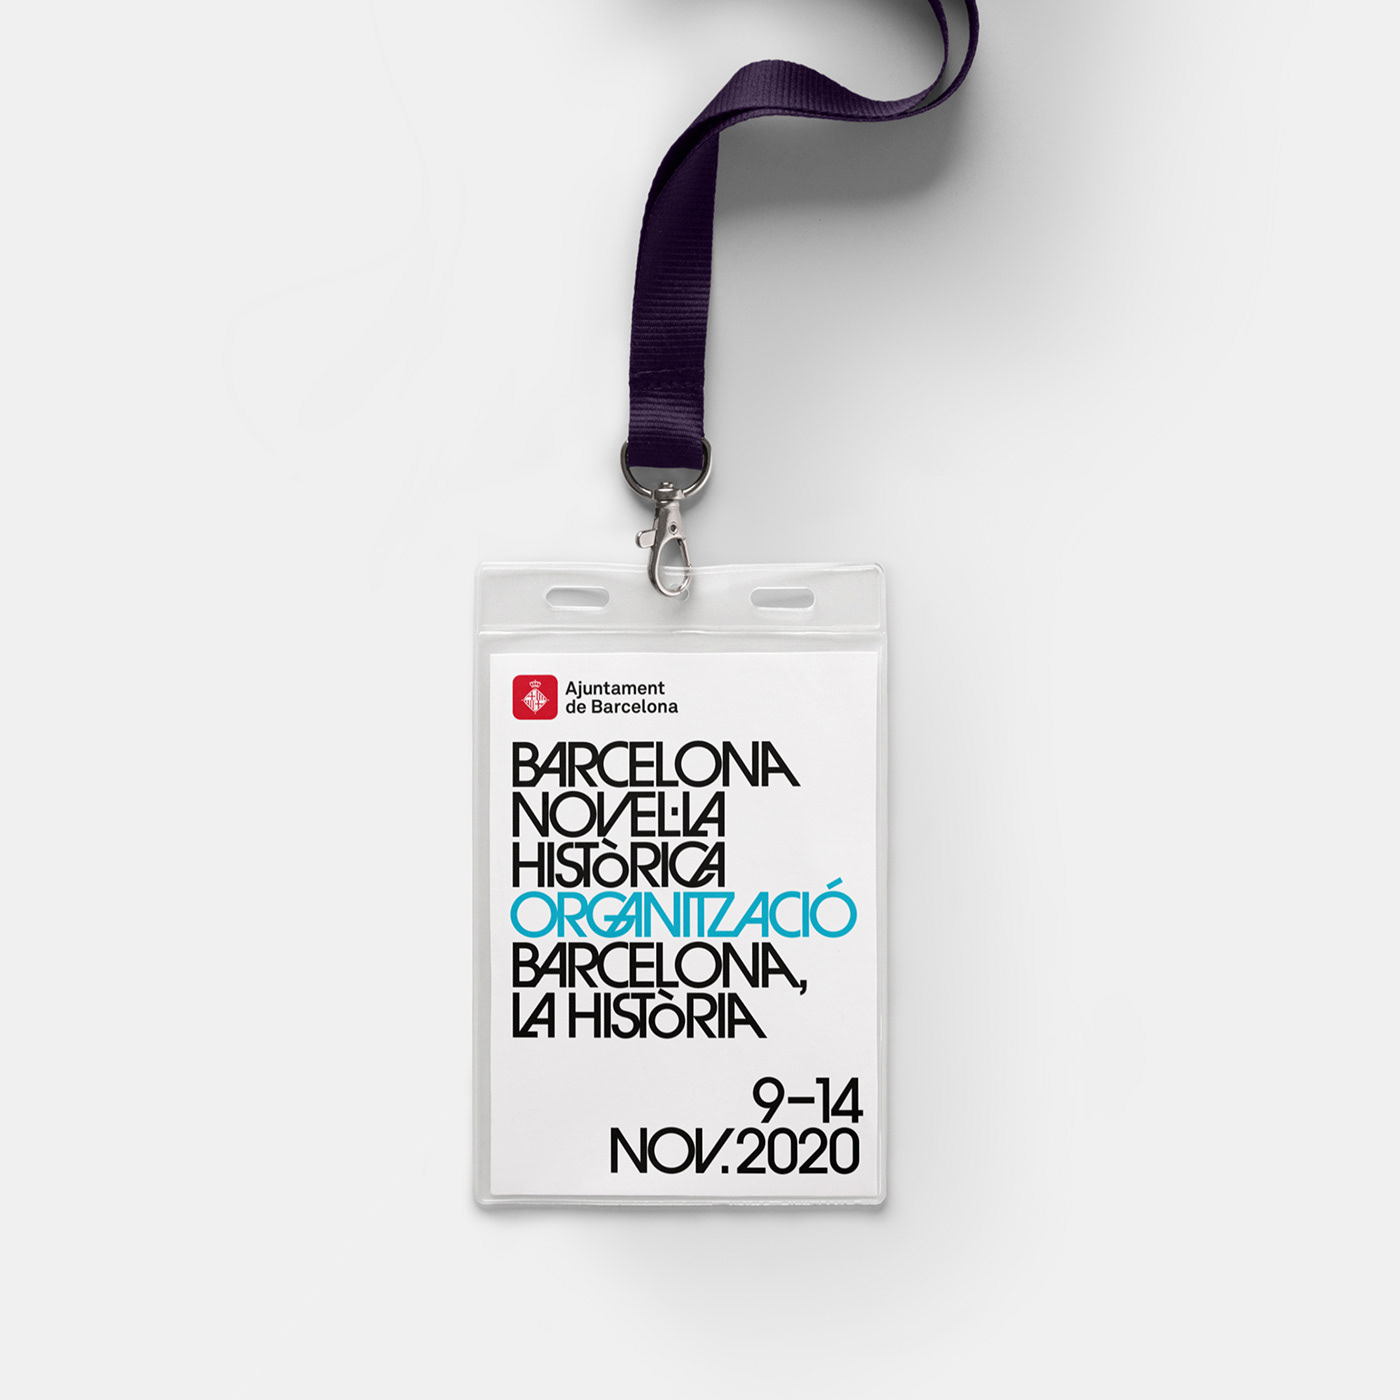 Ajuntament
de Barcelona
BARCELONA
NOVEL·LA
HISTÒRICA
ORGANITZACIÓ
BARCELONA,
LA HISTÒRIA
9–14
NOV.2020